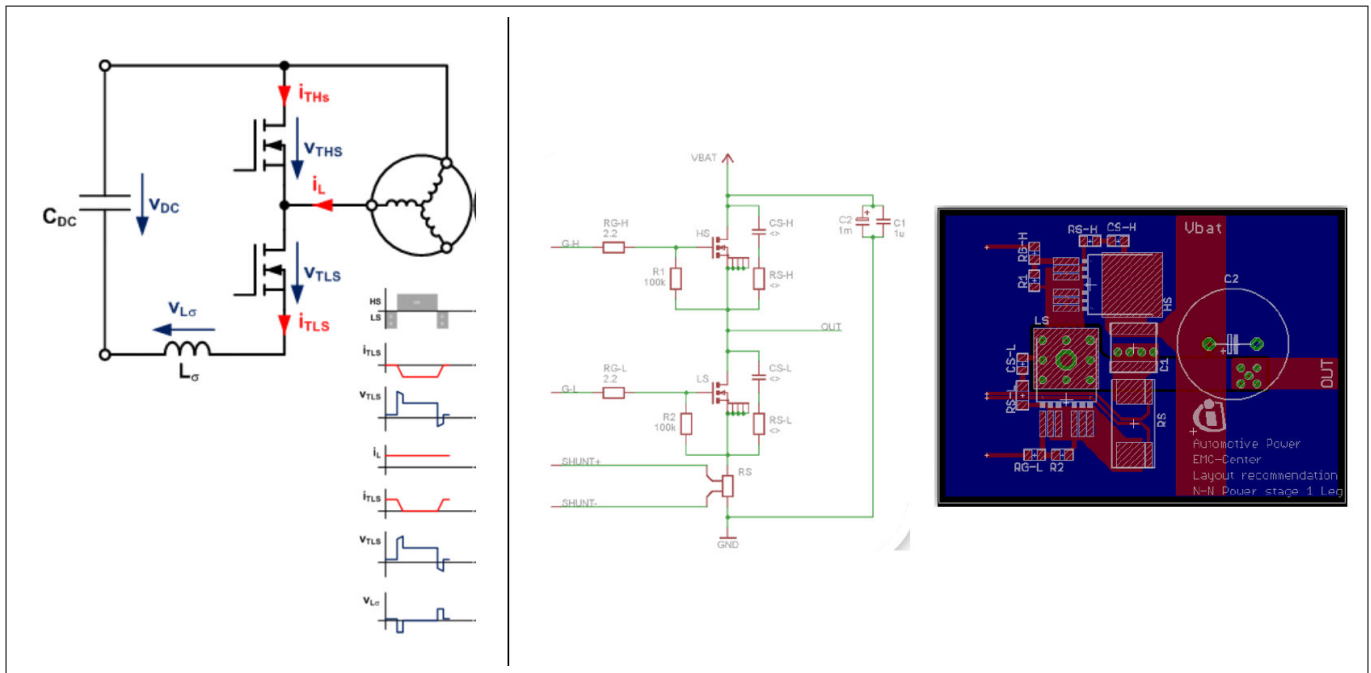 iTHs
vTHS
iL
vDC
CDC
vTLS
vLσ
iTLS
Lσ
HS
LS
iTLS
vTLS
iL
iTLS
vTLS
vLσ
VBAT
RG-H
2.2
G-H
HS
CS-H
<>
C2
1m
C1
1u
R1
100k
RS-H
<>
OUT
RG-L
2.2
G-L
LS
CS-L
<>
R2
100k
RS-L
<>
SHUNT+
RS
SHUNT-
GND
Vbat
RS-H
CS-H
RG-H
R1
C2
HS
LS
CS-L
C1
OUT
RS
RG-L
R2
Automotive Power
EMC-Center
Layout recommendation
N-N Power stage 1 Leg